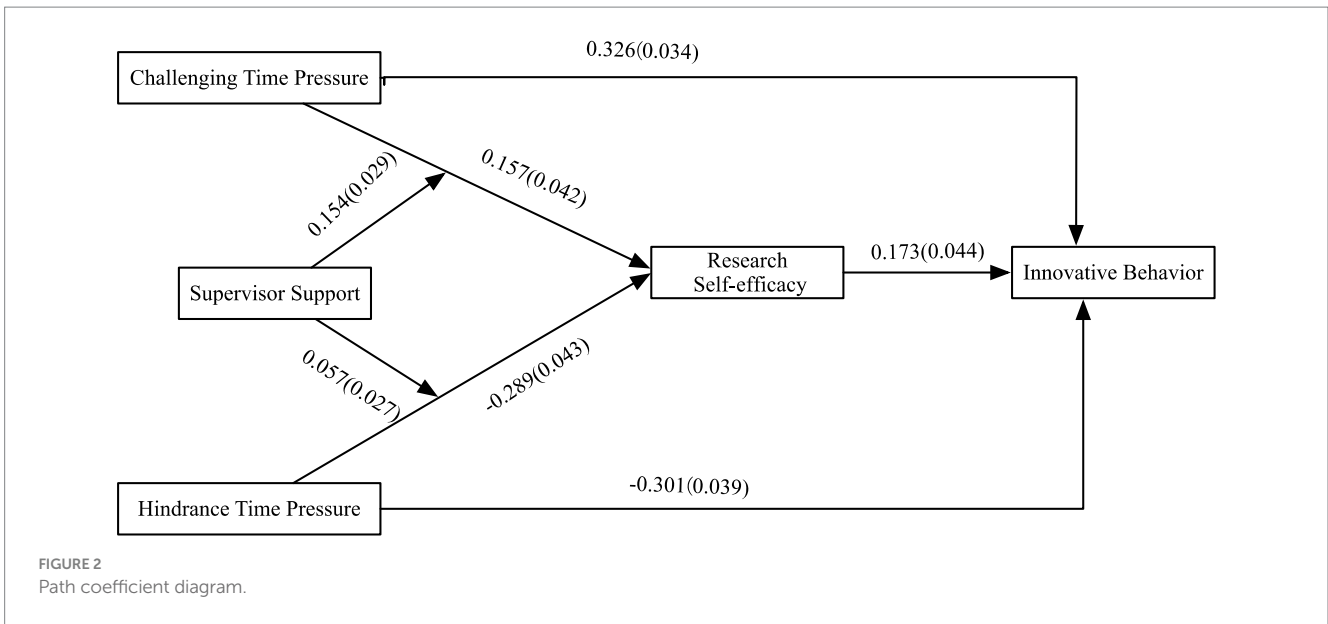 0.326(0.034)
Challenging Time Pressure
0.157(0.042)
0.154(0.029)
Research
Self-efficacy
0.173(0.044)
Innovative Behavior
Supervisor Support
0.057(0.027)
-0.289(0.043)
-0.301(0.039)
Hindrance Time Pressure
FIGURE 2
Path coefficient diagram.